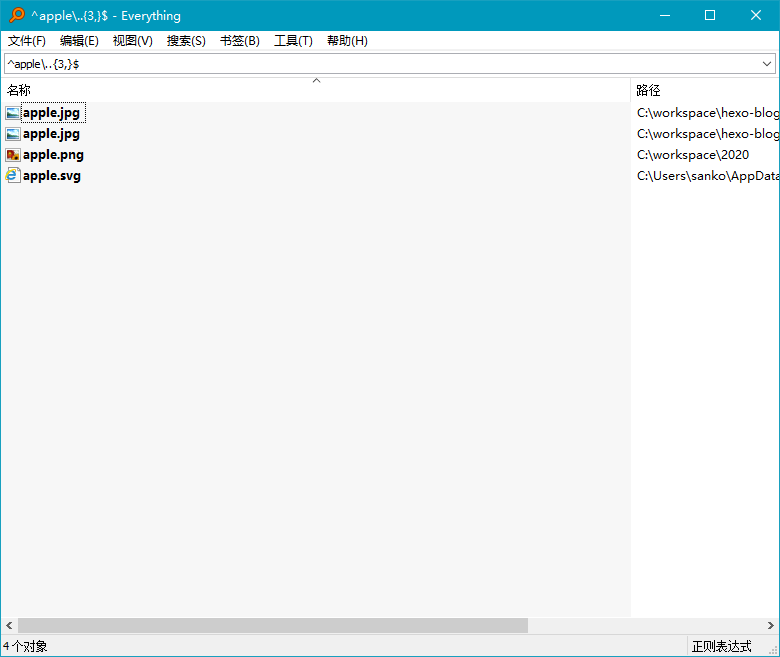 ^apple\..{3,}$ - Everything
文件(F) 编辑(E) 视图(V) 搜索(S) 书签(B) 工具(T) 帮助(H)
^apple\..{3,}$
名称 路径
apple.jpg C:\workspace\hexo-blog
apple.jpg C:\workspace\hexo-blog
apple.png C:\workspace\2020
apple.svg C:\Users\sanko\AppData
4 个对象 正则表达式